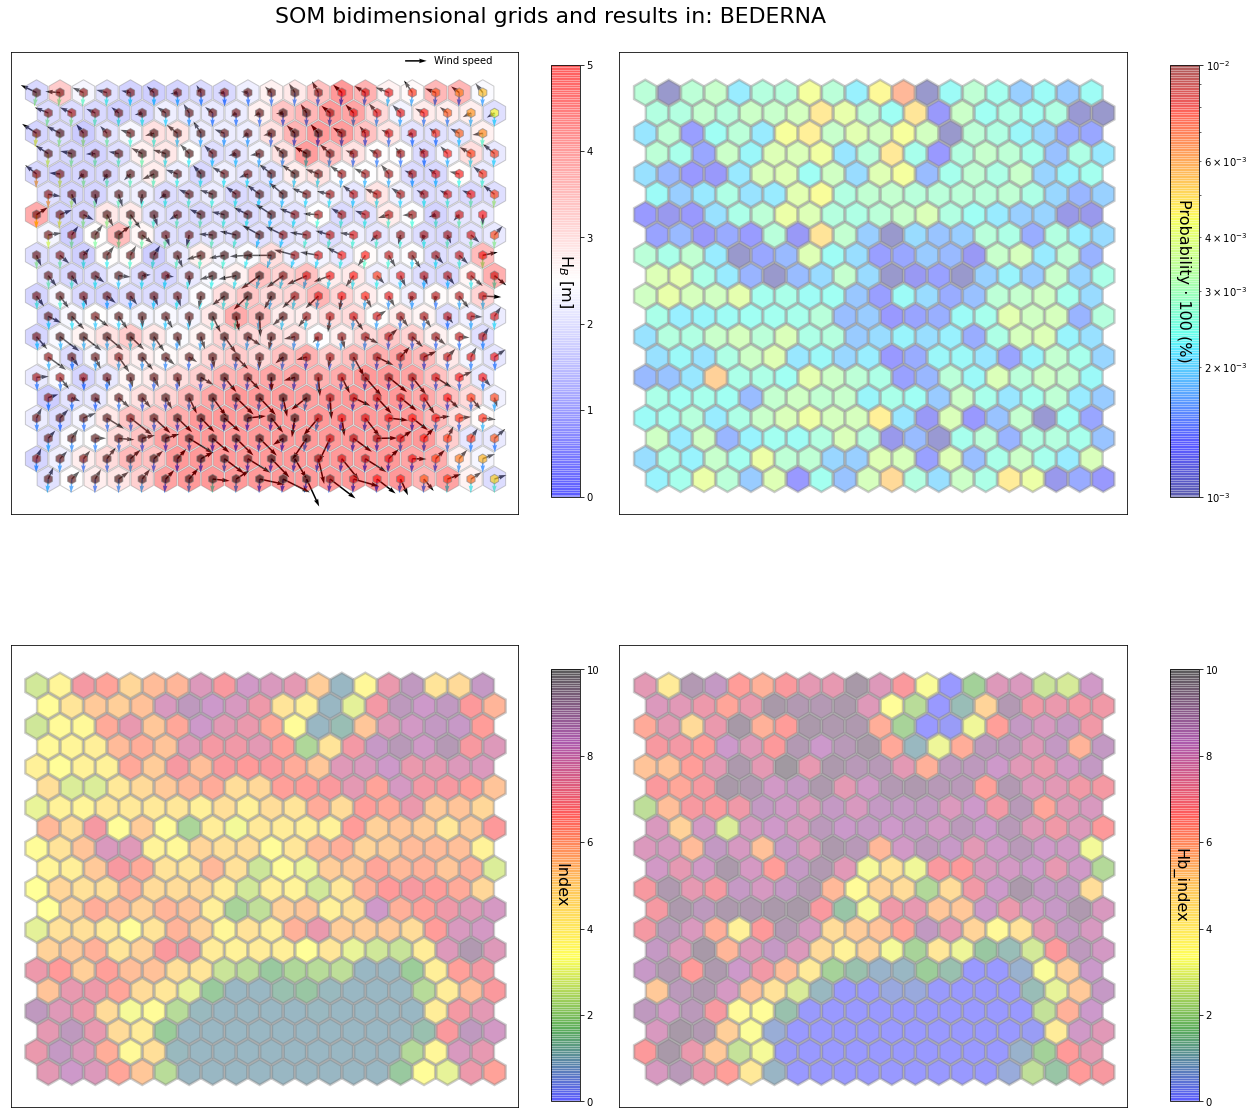 SOM bidimensional grids and results in: BEDERNA
Wind speed
5
4
3
2
1
0
H_B [m]
10⁻²
6 × 10⁻³
4 × 10⁻³
3 × 10⁻³
2 × 10⁻³
10⁻³
Probability · 100 (%)
10
8
6
4
2
0
Index
10
8
6
4
2
0
Hb_index